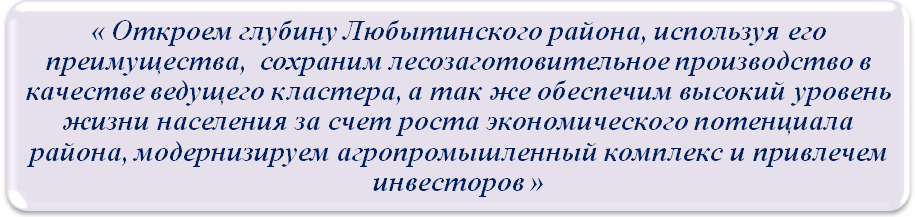 « Откроем глубину Любытинского района, используя его
преимущества, сохраним лесозаготовительное производство в
качестве ведущего кластера, а так же обеспечим высокий уровень
жизни населения за счет роста экономического потенциала
района, модернизируем агропромышленный комплекс и привлечем
инвесторов »